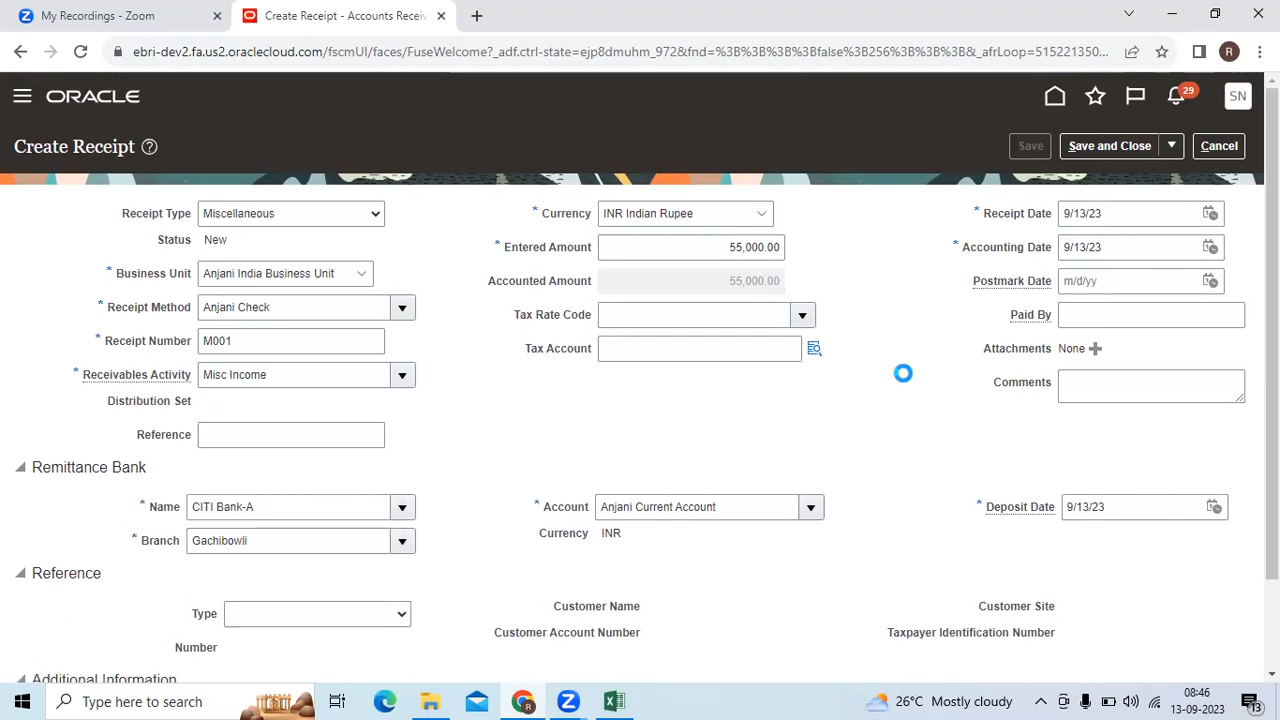 My Recordings - Zoom
Create Receipt - Accounts Receiv
ebri-dev2.fa.us2.oraclecloud.com/fscmUI/faces/FuseWelcome?_adf.ctrl-state=ejp8dmuhm_972&fnd=%3B%3B%3B%3Bfalse%3B256%3B%3B%3B&_afrLoop=515221350...
R
ORACLE
29
SN
Create Receipt
Save
Save and Close
Cancel
Receipt Type Miscellaneous
* Currency INR Indian Rupee
* Receipt Date 9/13/23
Status New
* Entered Amount 55,000.00
* Accounting Date 9/13/23
* Business Unit Anjani India Business Unit
Accounted Amount 55,000.00
Postmark Date m/d/yy
* Receipt Method Anjani Check
Tax Rate Code
Paid By
* Receipt Number M001
Tax Account
Attachments None
* Receivables Activity Misc Income
Comments
Distribution Set
Reference
Remittance Bank
* Name CITI Bank-A
* Account Anjani Current Account
* Deposit Date 9/13/23
Currency INR
* Branch Gachibowli
Reference
Type
Customer Name
Customer Site
Customer Account Number
Taxpayer Identification Number
Number
Additional Information
Type here to search
R
26°C Mostly cloudy
08:46
13-09-2023
13